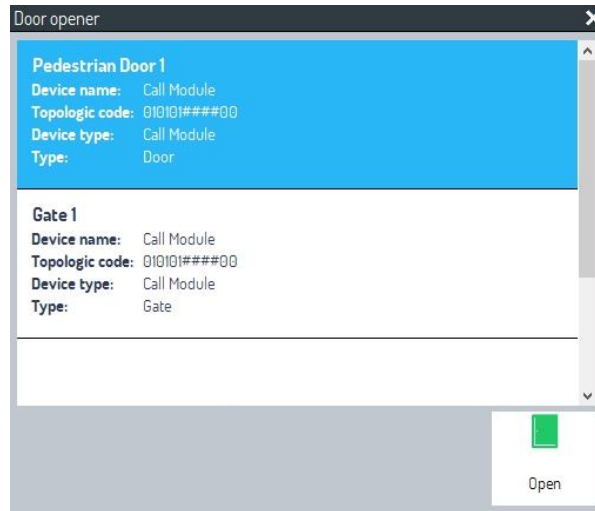 Door opener
Pedestrian Door 1
Device name: Call Module
Topologic code: 010101####00
Device type: Call Module
Type: Door
Gate 1
Device name: Call Module
Topologic code: 010101####00
Device type: Call Module
Type: Gate
Open